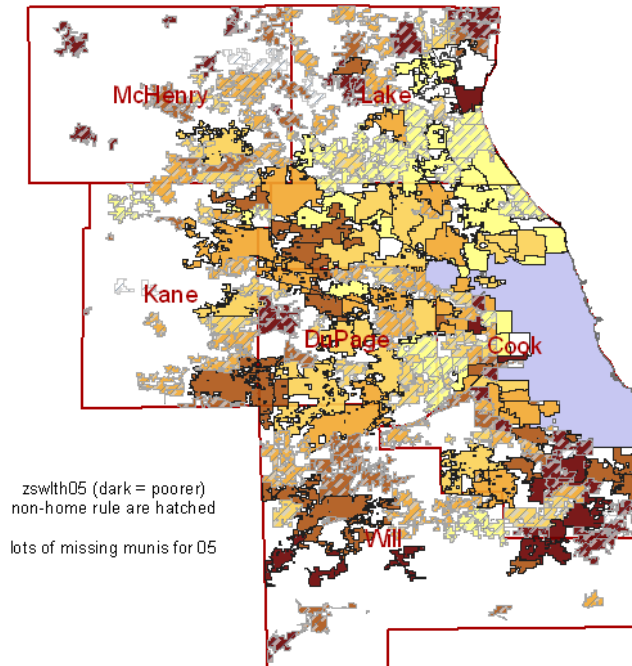 McHenry
Lake
Kane
DuPage
Cook
zswlth05 (dark = poorer)
non-home rule are hatched
lots of missing munis for 05
Will